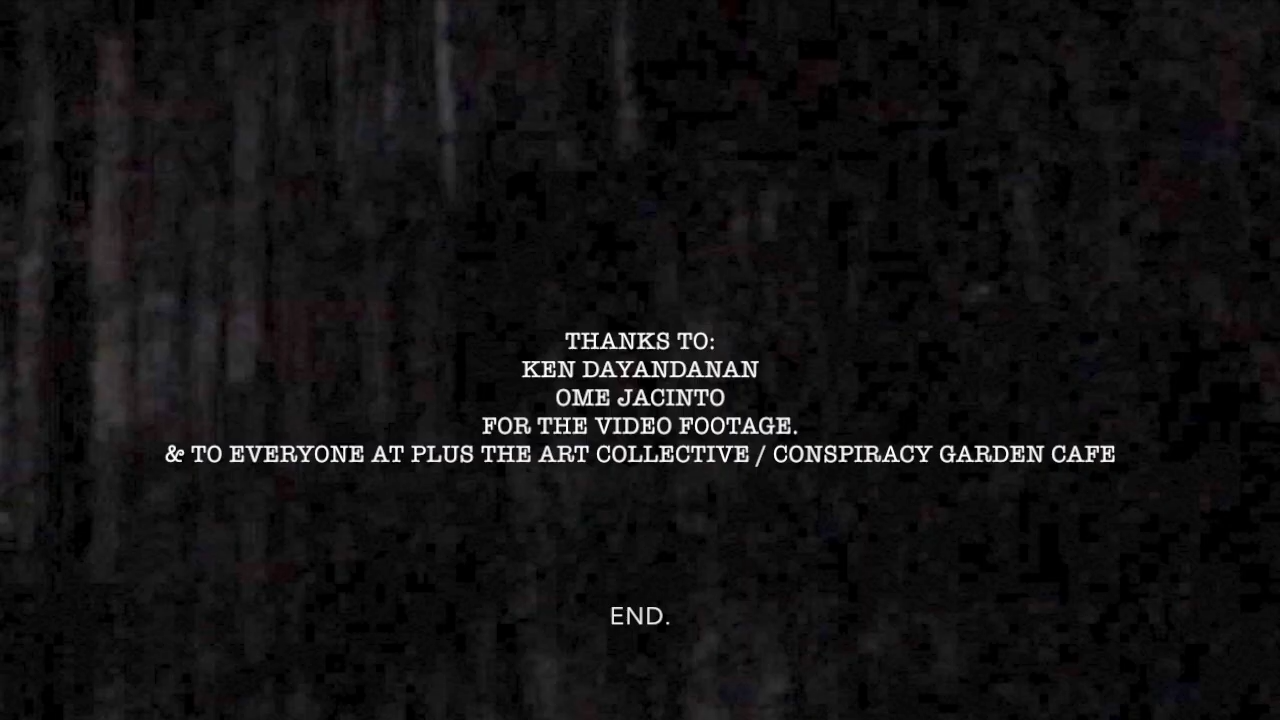 THANKS TO:
KEN DAYANDANAN
OME JACINTO
FOR THE VIDEO FOOTAGE.
& TO EVERYONE AT PLUS THE ART COLLECTIVE / CONSPIRACY GARDEN CAFE
END.